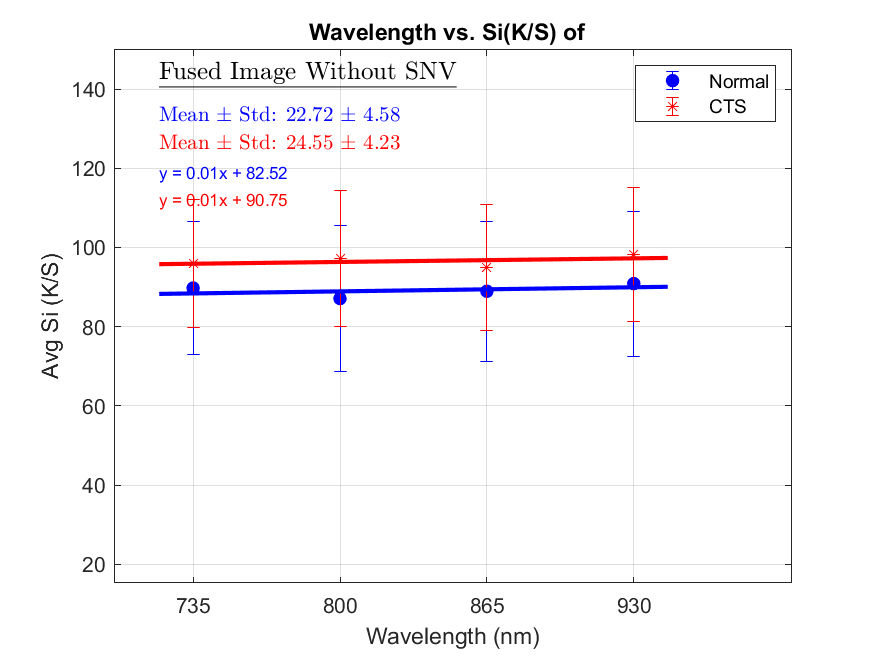 Wavelength vs. Si(K/S) of
Fused Image Without SNV
Mean ± Std: 22.72 ± 4.58
Mean ± Std: 24.55 ± 4.23
y = 0.01x + 82.52
y = 0.01x + 90.75
Normal
CTS
140
120
100
80
60
40
20
Avg Si (K/S)
735 800 865 930
Wavelength (nm)